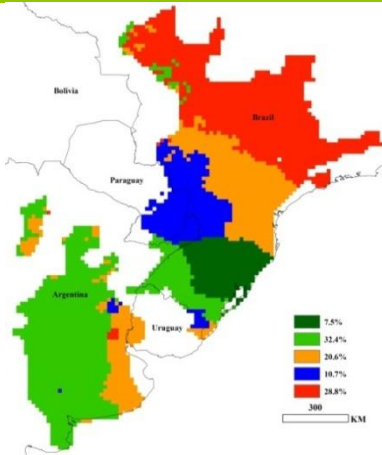 Bolivia
Brazil
Paraguay
Argentina
Uruguay
7.5%
32.4%
20.6%
10.7%
28.8%
300
KM